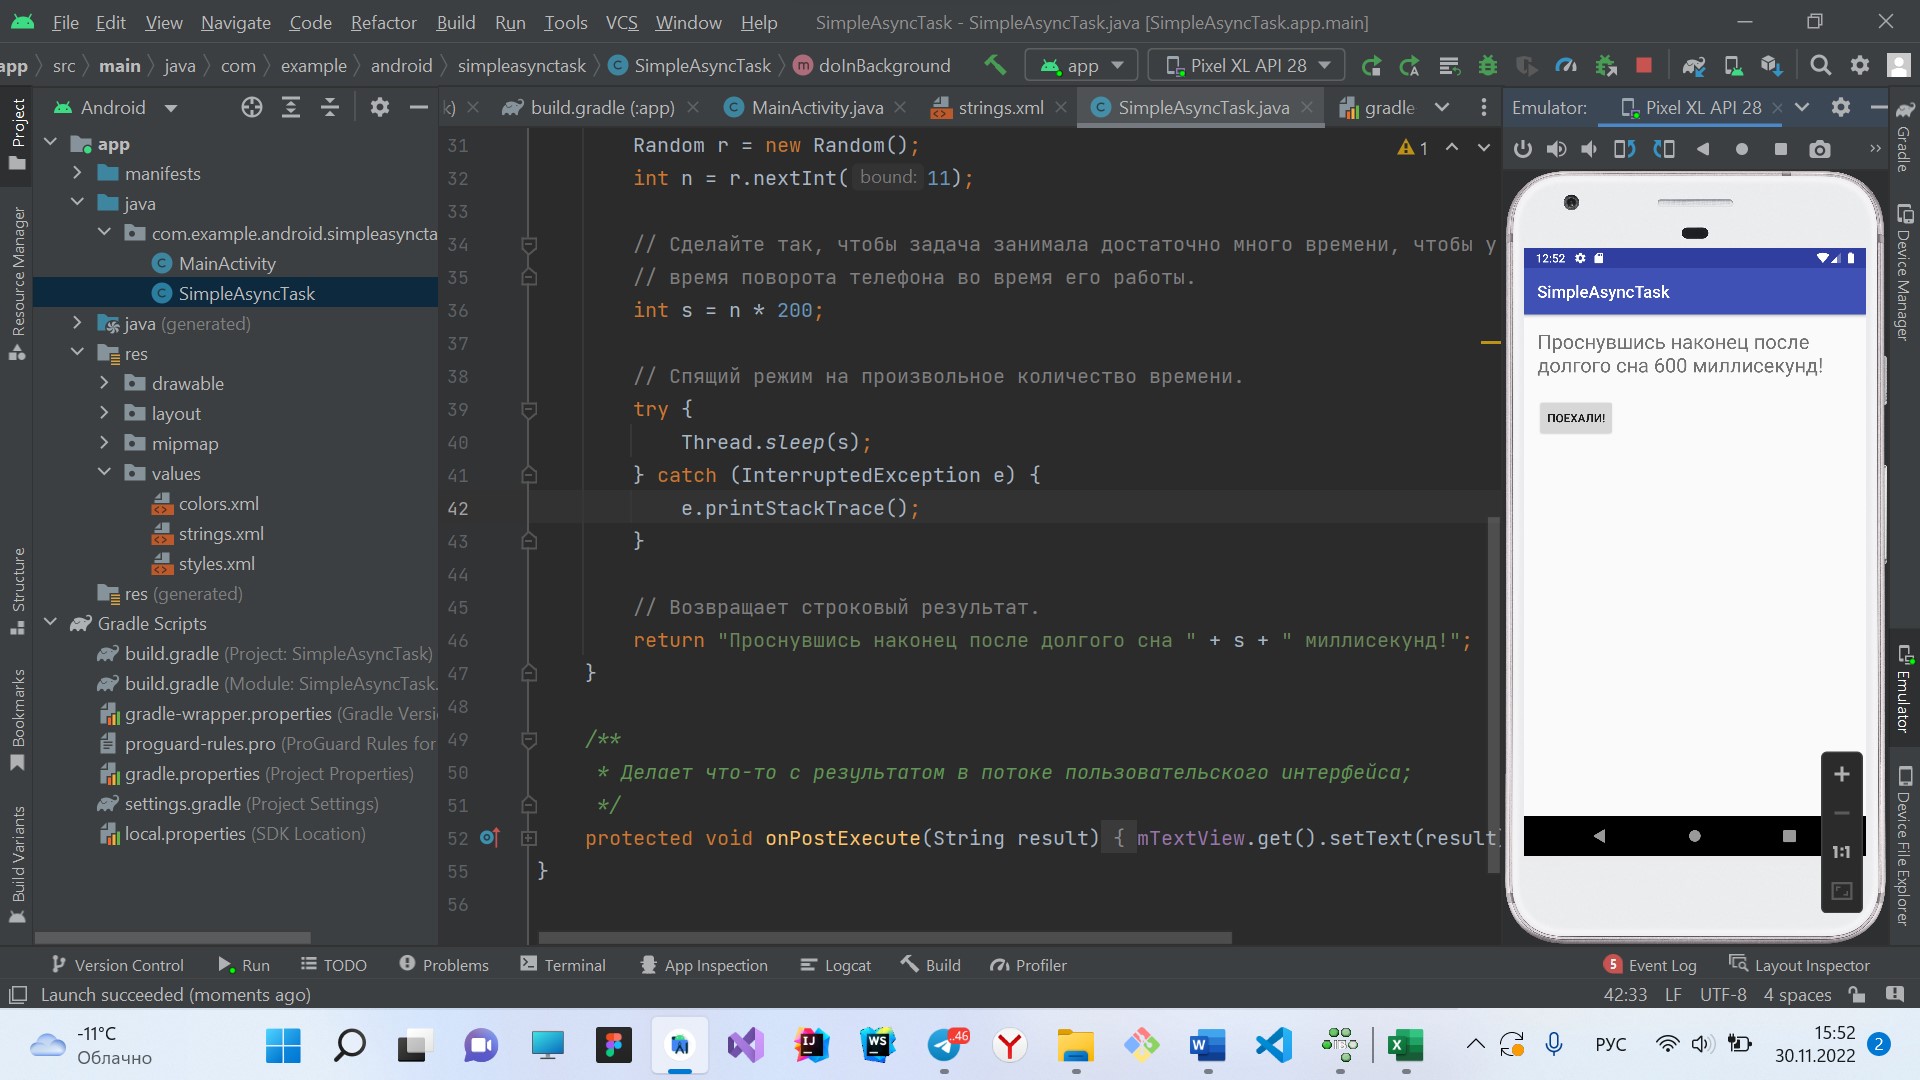 File Edit View Navigate Code Refactor Build Run Tools VCS Window Help SimpleAsyncTask - SimpleAsyncTask.java [SimpleAsyncTask.app.main]
app src main java com example android simpleasynctask SimpleAsyncTask doInBackground app Pixel XL API 28
Android
k) build.gradle (:app) MainActivity.java strings.xml SimpleAsyncTask.java gradle
Emulator: Pixel XL API 28
Project
Resource Manager
Structure
Bookmarks
Build Variants
app
manifests
java
com.example.android.simpleasyncta
MainActivity
SimpleAsyncTask
java (generated)
res
drawable
layout
mipmap
values
colors.xml
strings.xml
styles.xml
res (generated)
Gradle Scripts
build.gradle (Project: SimpleAsyncTask)
build.gradle (Module: SimpleAsyncTask.
gradle-wrapper.properties (Gradle Versi
proguard-rules.pro (ProGuard Rules for
gradle.properties (Project Properties)
settings.gradle (Project Settings)
local.properties (SDK Location)
1
31 Random r = new Random();
32 int n = r.nextInt( bound: 11);
33
34 // Сделайте так, чтобы задача занимала достаточно много времени, чтобы у
35 // время поворота телефона во время его работы.
36 int s = n * 200;
37
38 // Спящий режим на произвольное количество времени.
39 try {
40 Thread.sleep(s);
41 } catch (InterruptedException e) {
42 e.printStackTrace();
43 }
44
45 // Возвращает строковый результат.
46 return "Проснувшись наконец после долгого сна " + s + " миллисекунд!";
47 }
48
49 /**
50 * Делает что-то с результатом в потоке пользовательского интерфейса;
51 */
52 protected void onPostExecute(String result) { mTextView.get().setText(result
55 }
56
12:52
SimpleAsyncTask
Проснувшись наконец после
долгого сна 600 миллисекунд!
ПОЕХАЛИ!
1:1
Gradle
Device Manager
Emulator
Device File Explorer
Version Control Run TODO Problems Terminal App Inspection Logcat Build Profiler 5 Event Log Layout Inspector
Launch succeeded (moments ago) 42:33 LF UTF-8 4 spaces
-11°C
Облачно
IJ
WS
..46
W
X
РУС
15:52
30.11.2022
2